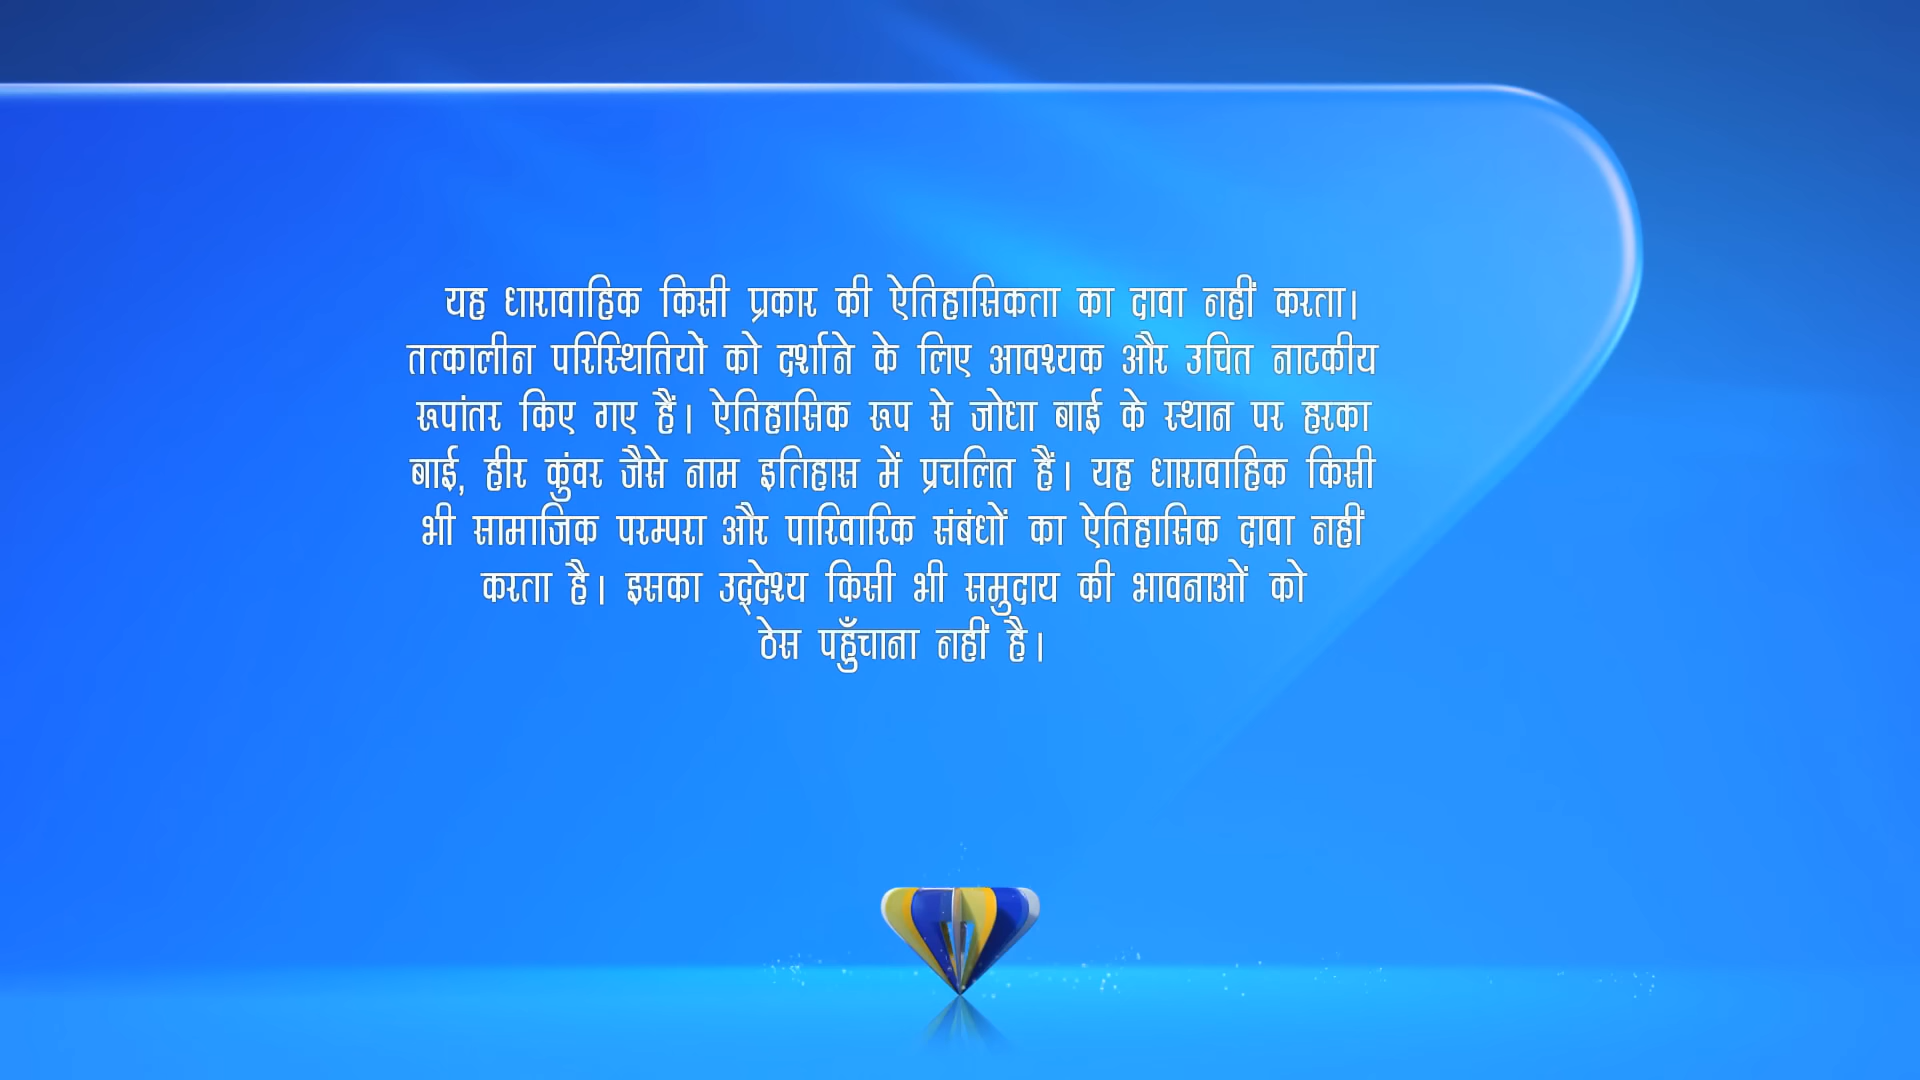 यह धारावाहिक किसी प्रकार की ऐतिहासिकता का दावा नहीं करता।
तत्कालीन परिस्थितियों को दर्शाने के लिए आवश्यक और उचित नाटकीय
रूपांतर किए गए हैं। ऐतिहासिक रूप से जोधा बाई के स्थान पर हरका
बाई, हीर कुंवर जैसे नाम इतिहास में प्रचलित हैं। यह धारावाहिक किसी
भी सामाजिक परम्परा और पारिवारिक संबंधों का ऐतिहासिक दावा नहीं
करता है। इसका उद्देश्य किसी भी समुदाय की भावनाओं को
ठेस पहुँचाना नहीं है।